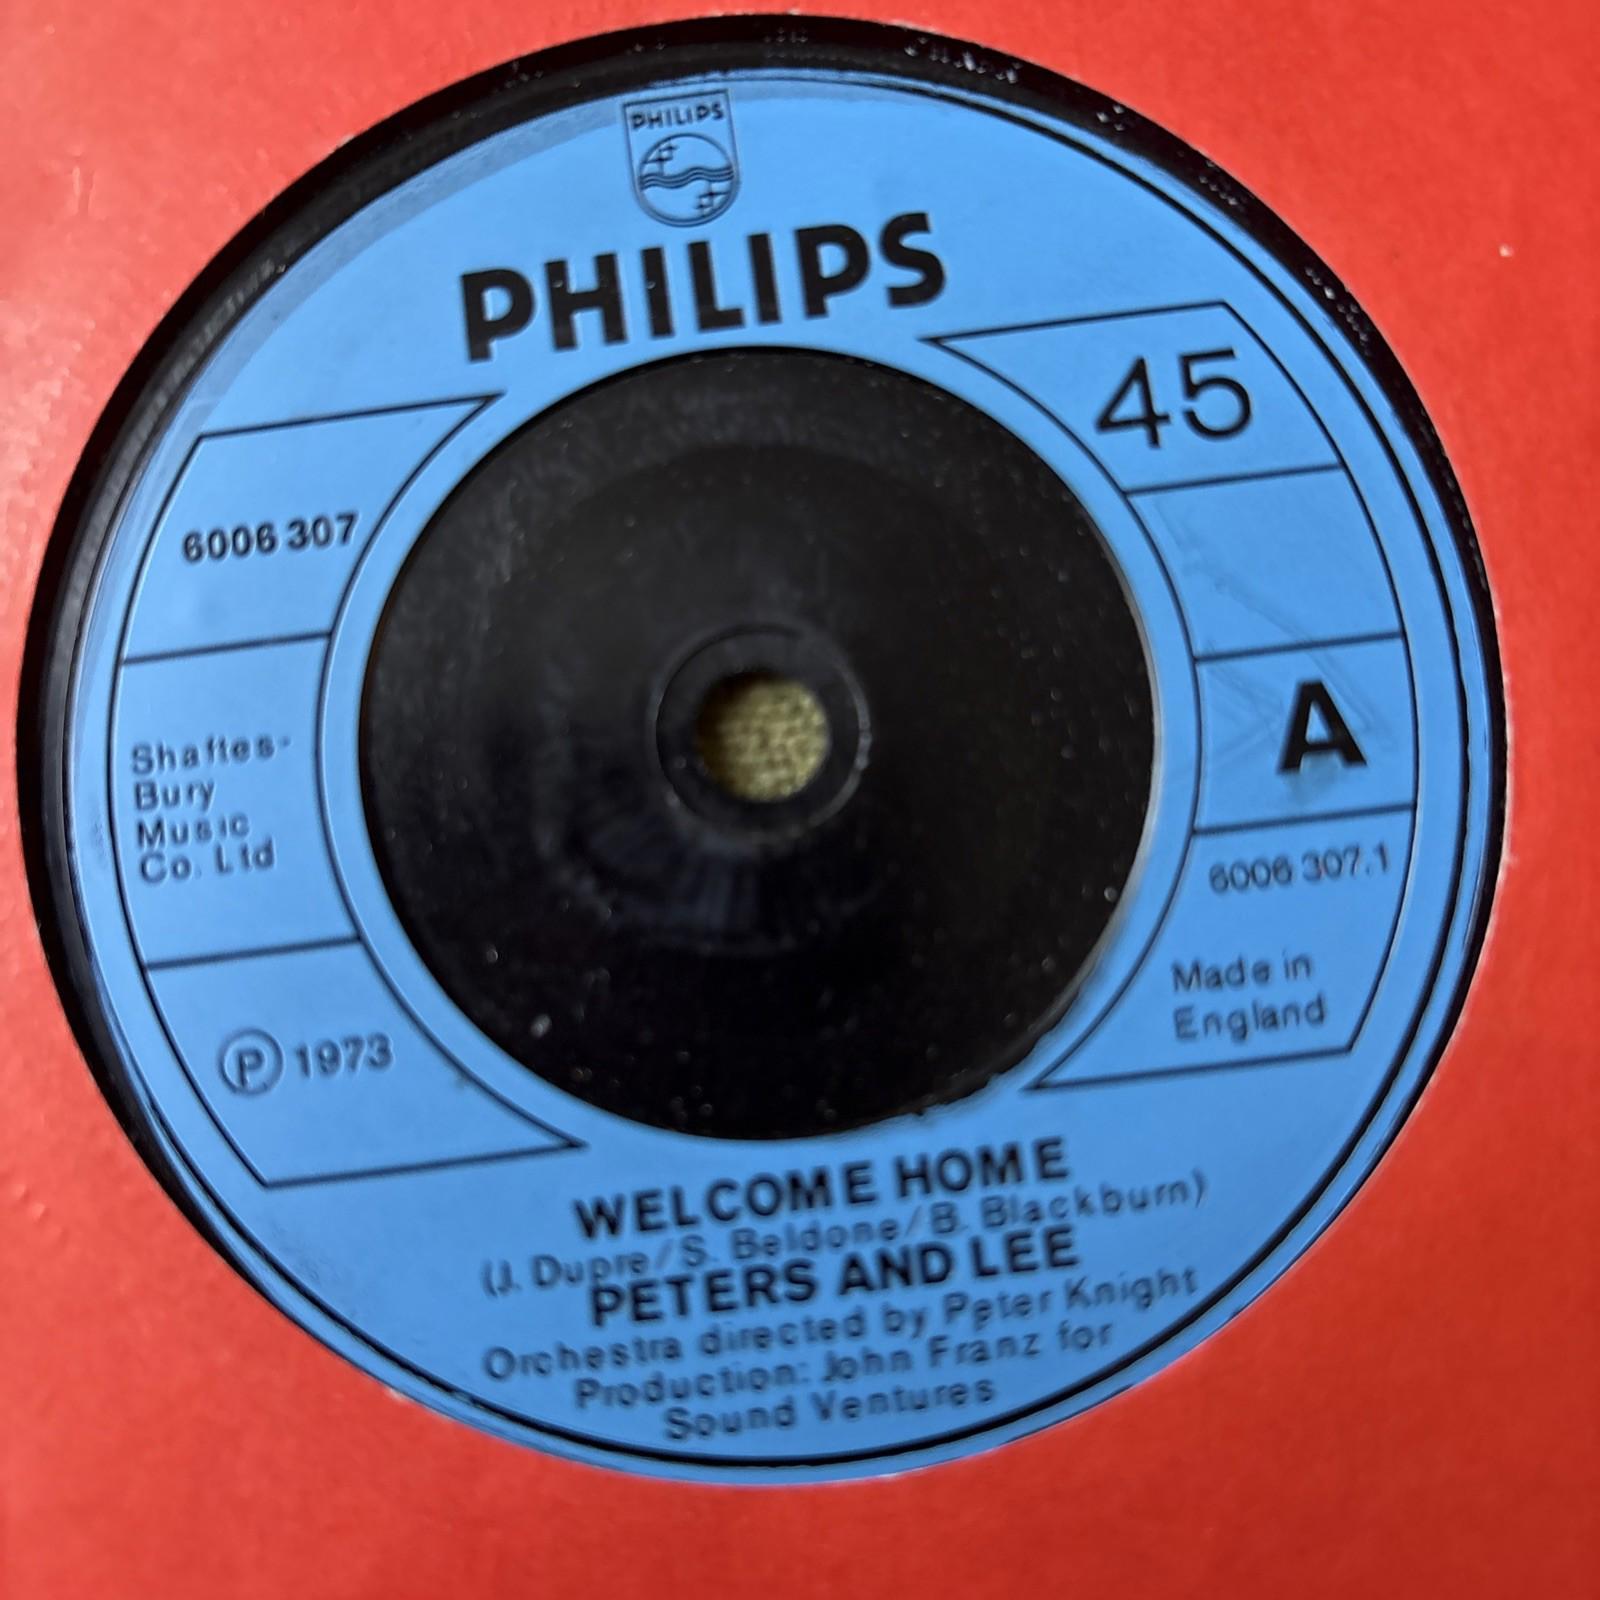 PHILIPS
PHILIPS
45
6006 307
A
Shaftes-
Bury
Music
Co. Ltd
6006 307.1
Made in
England
Ⓟ 1973
WELCOME HOME
(J. Dupre/S. Beldone/B. Blackburn)
PETERS AND LEE
Orchestra directed by Peter Knight
Production: John Franz for
Sound Ventures